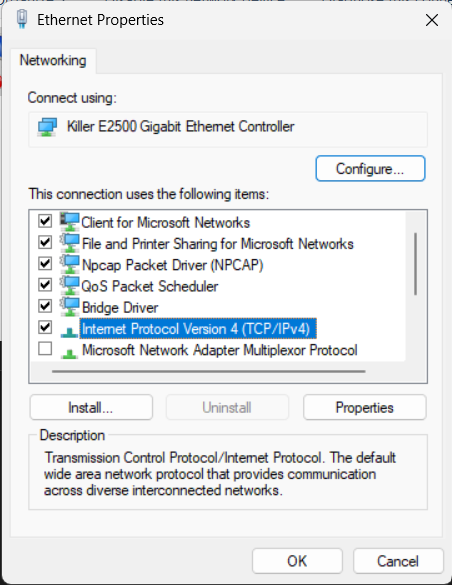 Ethernet Properties
Networking
Connect using:
Killer E2500 Gigabit Ethernet Controller
Configure...
This connection uses the following items:
Client for Microsoft Networks
File and Printer Sharing for Microsoft Networks
Npcap Packet Driver (NPCAP)
QoS Packet Scheduler
Bridge Driver
Internet Protocol Version 4 (TCP/IPv4)
Microsoft Network Adapter Multiplexor Protocol
Install...
Uninstall
Properties
Description
Transmission Control Protocol/Internet Protocol. The default
wide area network protocol that provides communication
across diverse interconnected networks.
OK
Cancel